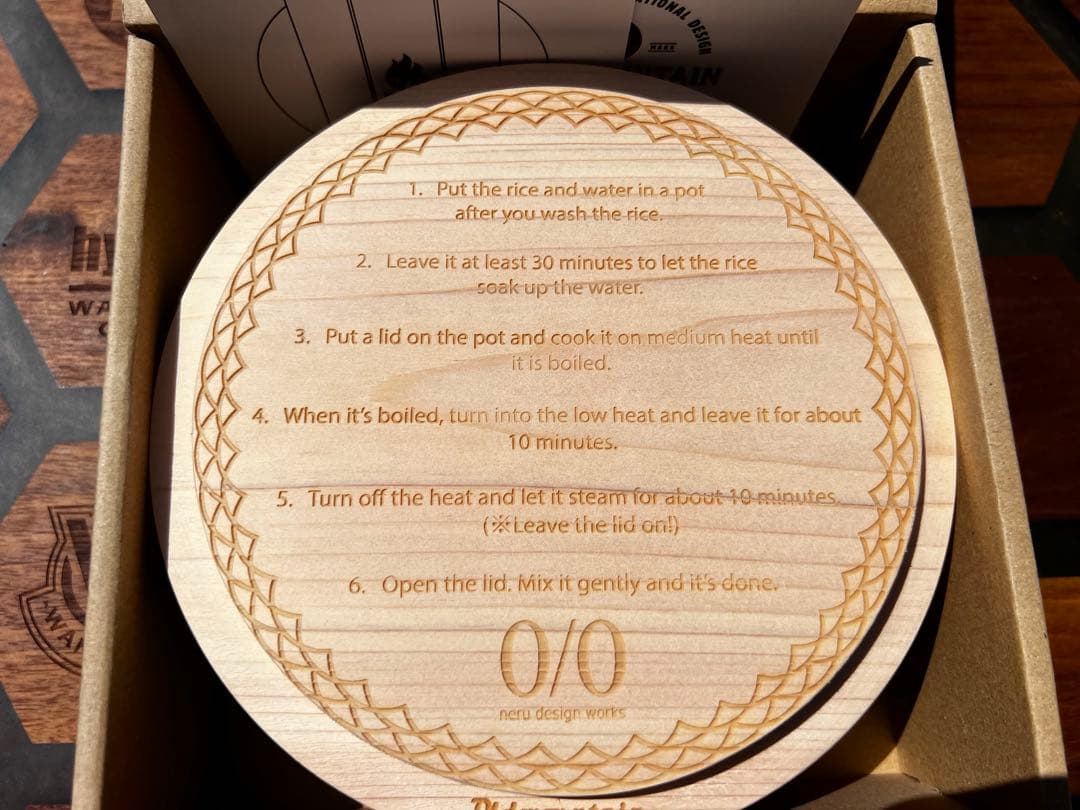 TIONAL DESIGN
MARK
NTAIN
1. Put the rice and water in a pot
after you wash the rice.
2. Leave it at least 30 minutes to let the rice
soak up the water.
3. Put a lid on the pot and cook it on medium heat until
it is boiled.
4. When it's boiled, turn into the low heat and leave it for about
10 minutes.
5. Turn off the heat and let it steam for about 10 minutes.
(※Leave the lid on!)
6. Open the lid. Mix it gently and it's done.
0/0
neru design works